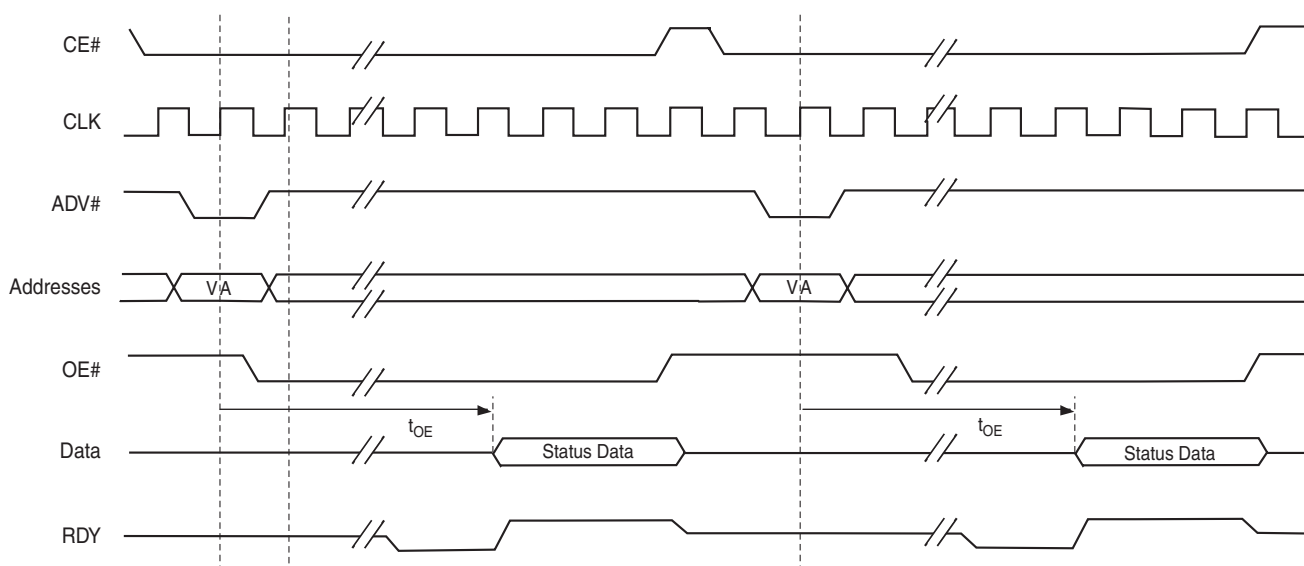 CE#
CLK
ADV#
Addresses VA VA
OE#
tOE tOE
Data Status Data Status Data
RDY